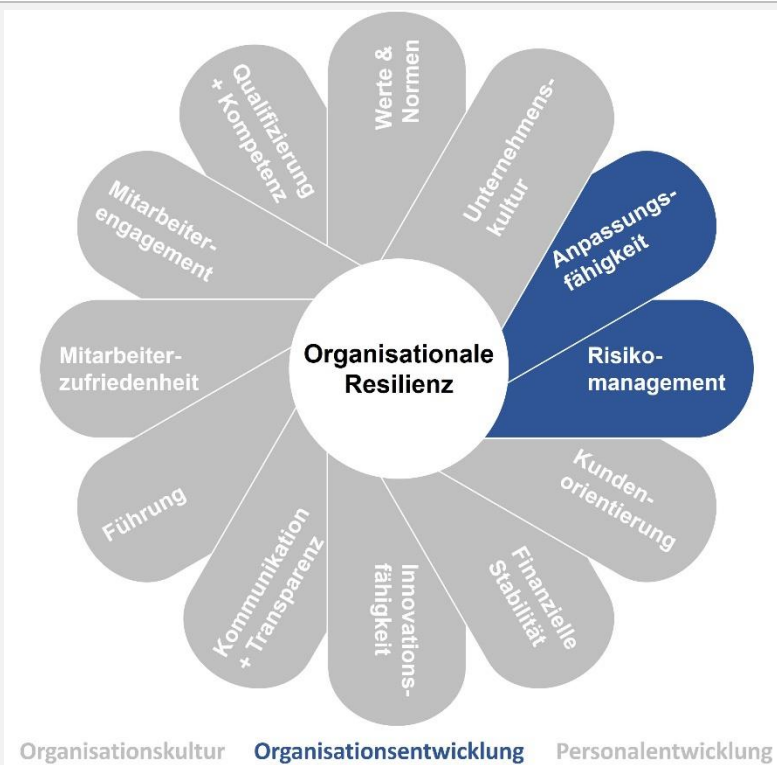 Werte &
Normen
Unternehmens-
kultur
Anpassungs-
fähigkeit
Risiko-
management
Kunden-
orientierung
Finanzielle
Stabilität
Innovations-
fähigkeit
Kommunikation
+ Transparenz
Führung
Mitarbeiter-
zufriedenheit
Mitarbeiter-
engagement
Qualifizierung
+ Kompetenz
Organisationale
Resilienz
Organisationskultur Organisationsentwicklung Personalentwicklung